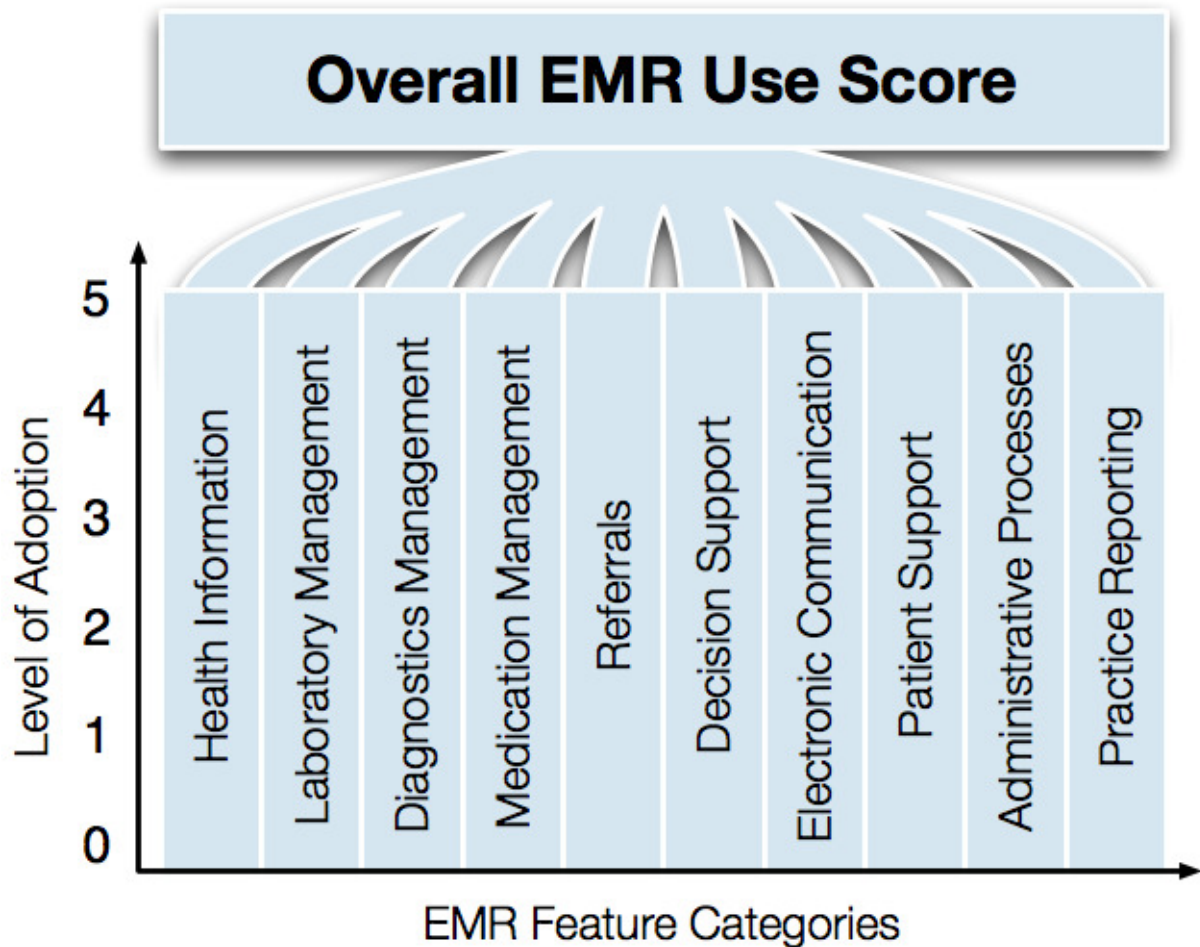 Overall EMR Use Score
5
4
3
2
1
0
Level of Adoption
Health Information
Laboratory Management
Diagnostics Management
Medication Management
Referrals
Decision Support
Electronic Communication
Patient Support
Administrative Processes
Practice Reporting
EMR Feature Categories